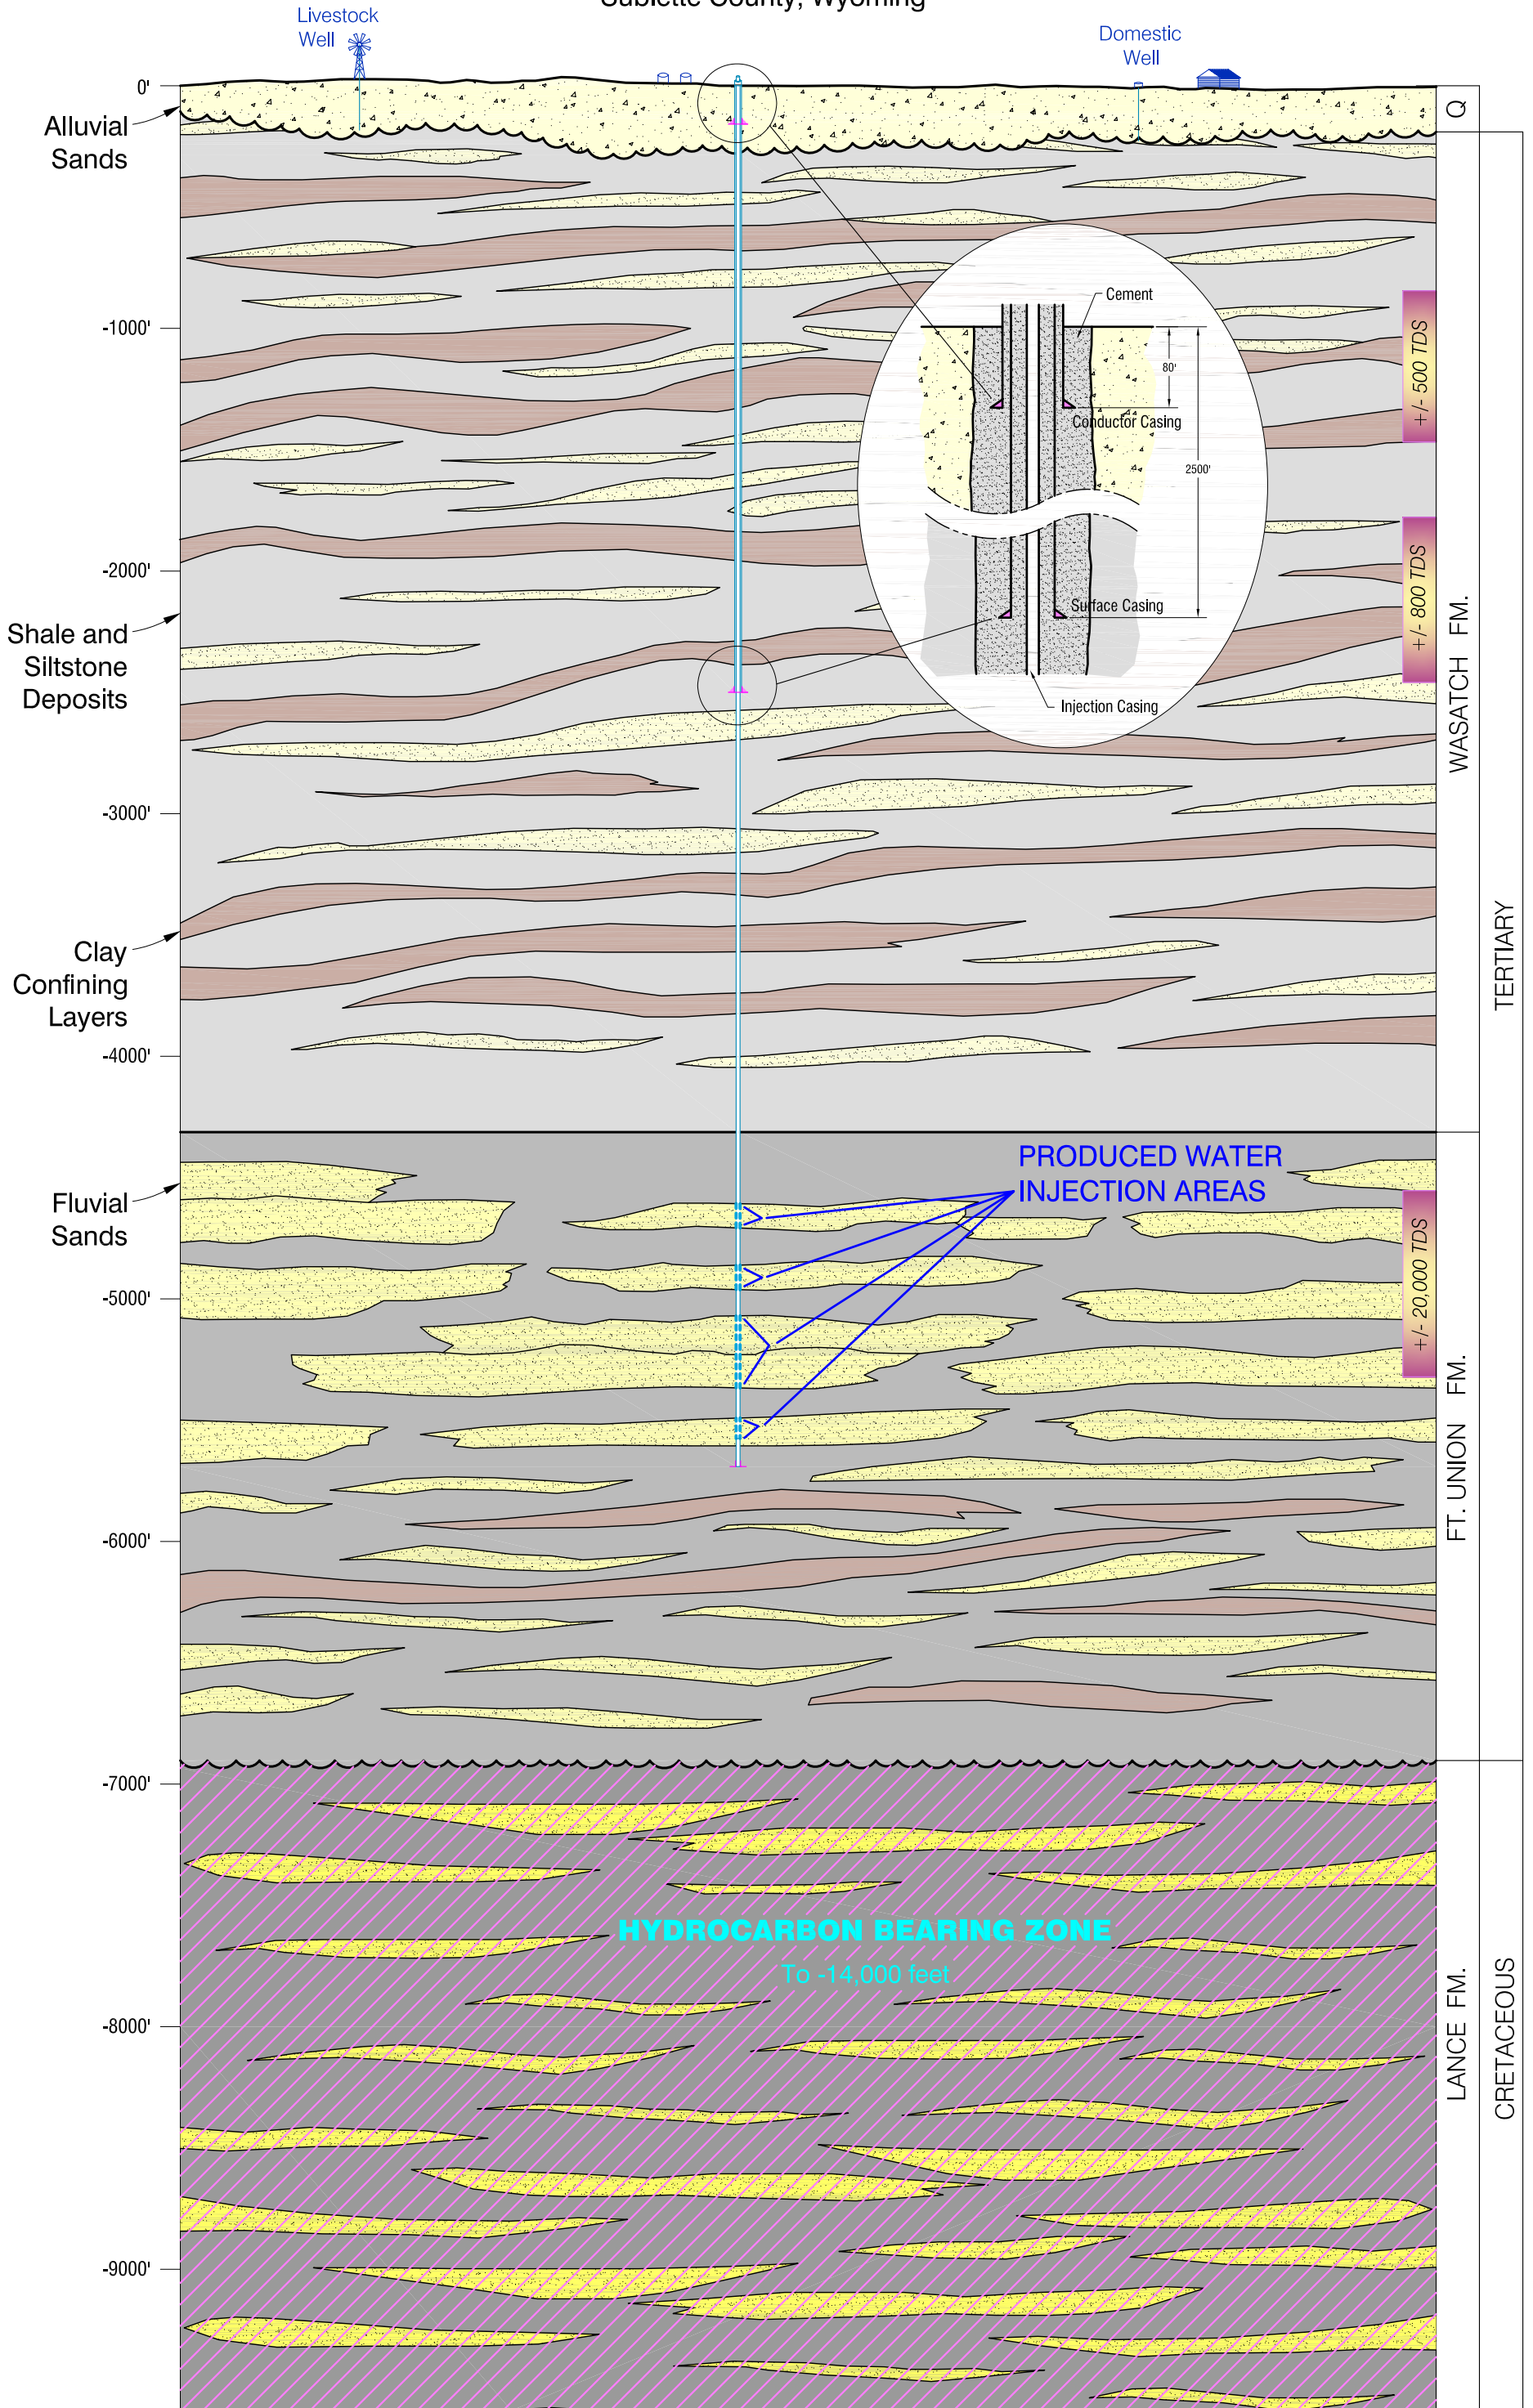 Sublette County, Wyoming
Livestock
Well
Domestic
Well
0'
Alluvial
Sands
Q
-1000'
Cement
80'
Conductor Casing
2500'
+/- 500 TDS
-2000'
Shale and
Siltstone
Deposits
Surface Casing
Injection Casing
+/- 800 TDS
WASATCH FM.
-3000'
Clay
Confining
Layers
TERTIARY
-4000'
PRODUCED WATER
INJECTION AREAS
Fluvial
Sands
+/- 20,000 TDS
-5000'
FT. UNION FM.
-6000'
-7000'
HYDROCARBON BEARING ZONE
To -14,000 feet
-8000'
LANCE FM.
CRETACEOUS
-9000'